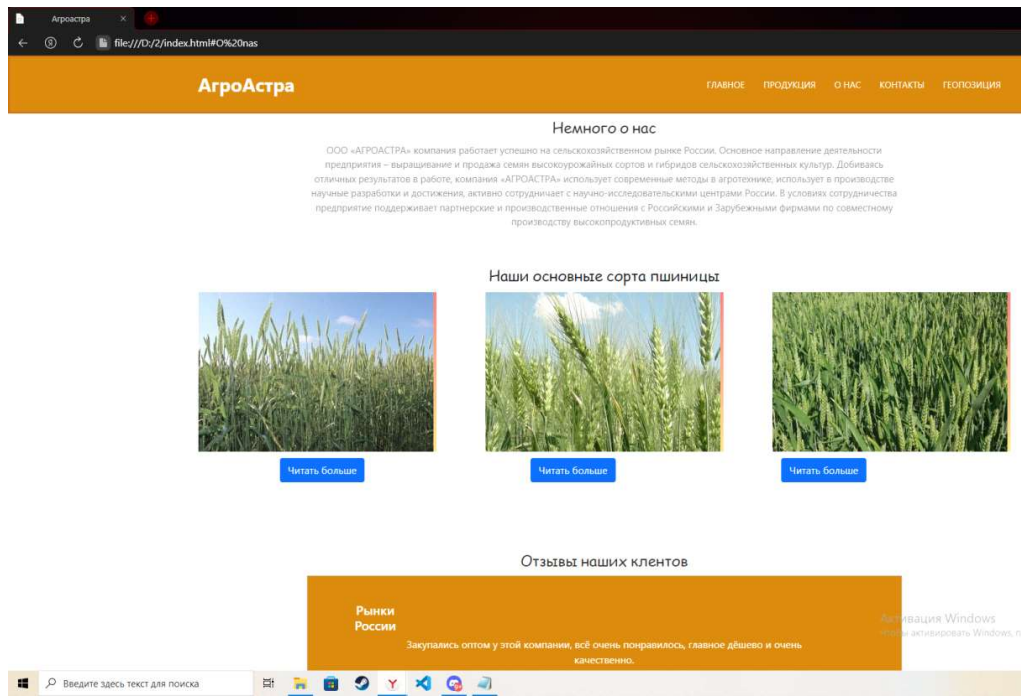 Агроастра
file:///D:/2/index.html#O%20nas
АгроАстра
ГЛАВНОЕ ПРОДУКЦИЯ О НАС КОНТАКТЫ ГЕОПОЗИЦИЯ
Немного о нас
ООО «АГРОАСТРА» компания работает успешно на сельскохозяйственном рынке России. Основное направление деятельности
предприятия – выращивание и продажа семян высокоурожайных сортов и гибридов сельскохозяйственных культур. Добиваясь
отличных результатов в работе, компания «АГРОАСТРА» использует современные методы в агротехнике, использует в производстве
научные разработки и достижения, активно сотрудничает с научно-исследовательскими центрами России. В условиях сотрудничества
предприятие поддерживает партнерские и производственные отношения с Российскими и Зарубежными фирмами по совместному
производству высокопродуктивных семян.
Наши основные сорта пшиницы
Читать больше Читать больше Читать больше
Отзывы наших клентов
Рынки
России
Закупались оптом у этой компании, всё очень понравилось, главное дёшево и очень
качественно.
Активация Windows
активировать Windows,
Введите здесь текст для поиска